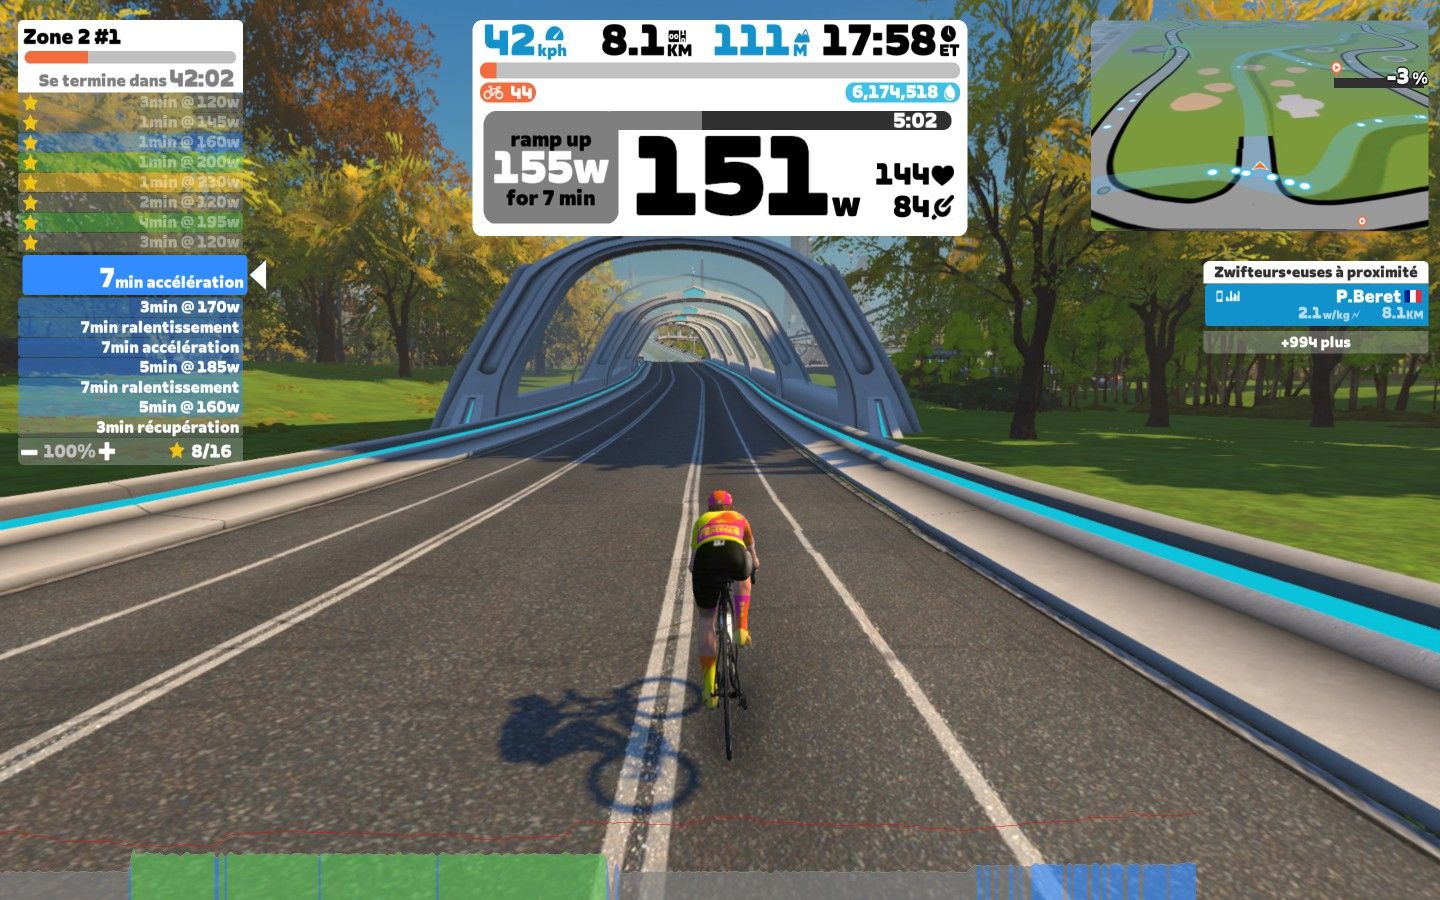 Zone 2 #1
Se termine dans 42:02
3min @ 120w
1min @ 145w
1min @ 160w
1min @ 200w
1min @ 230w
2min @ 120w
4min @ 195w
3min @ 120w
7min accélération
3min @ 170w
7min ralentissement
7min accélération
5min @ 185w
7min ralentissement
5min @ 160w
3min récupération
100% 8/16
42 kph 8.1 KM 111 M 17:58 ET
44 6,174,518
5:02
ramp up
155w
for 7 min
151w
144
84
-3 %
Zwifteurs•euses à proximité
P.Beret
2.1 w/kg 8.1KM
+994 plus